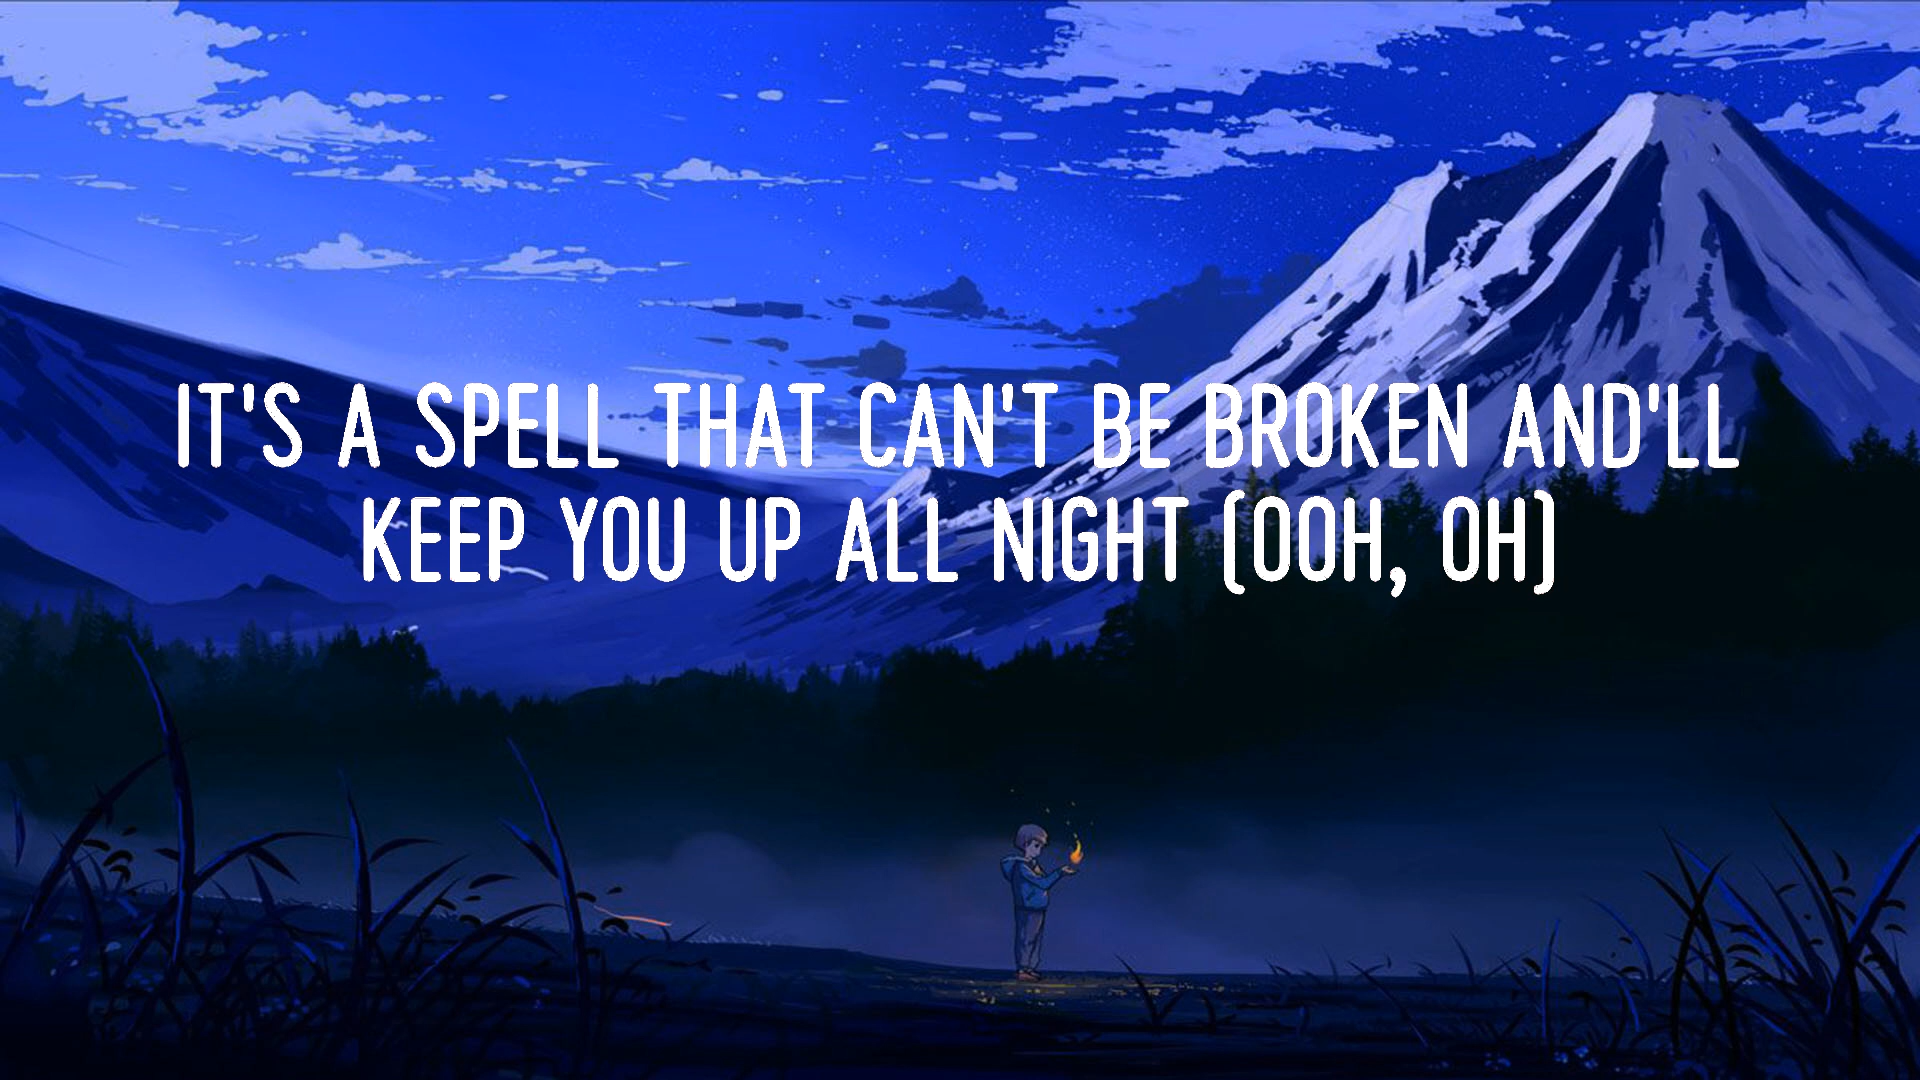 IT'S A SPELL THAT CAN'T BE BROKEN AND'LL
KEEP YOU UP ALL NIGHT (OOH, OH)